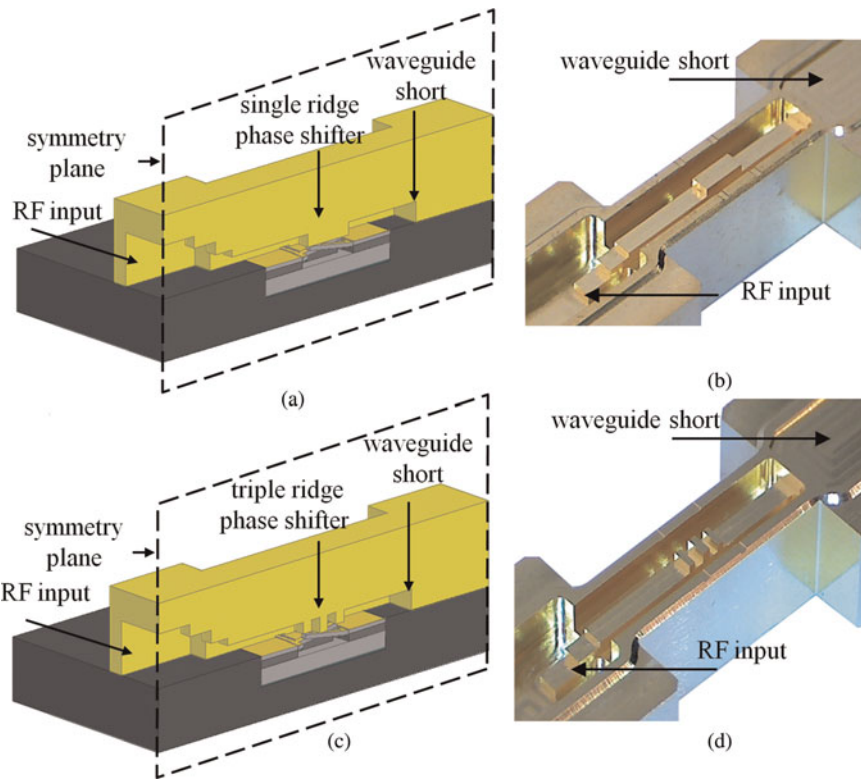 symmetry
plane
RF input
single ridge
phase shifter
waveguide
short
(a)
waveguide short
RF input
(b)
symmetry
plane
RF input
triple ridge
phase shifter
waveguide
short
(c)
waveguide short
RF input
(d)